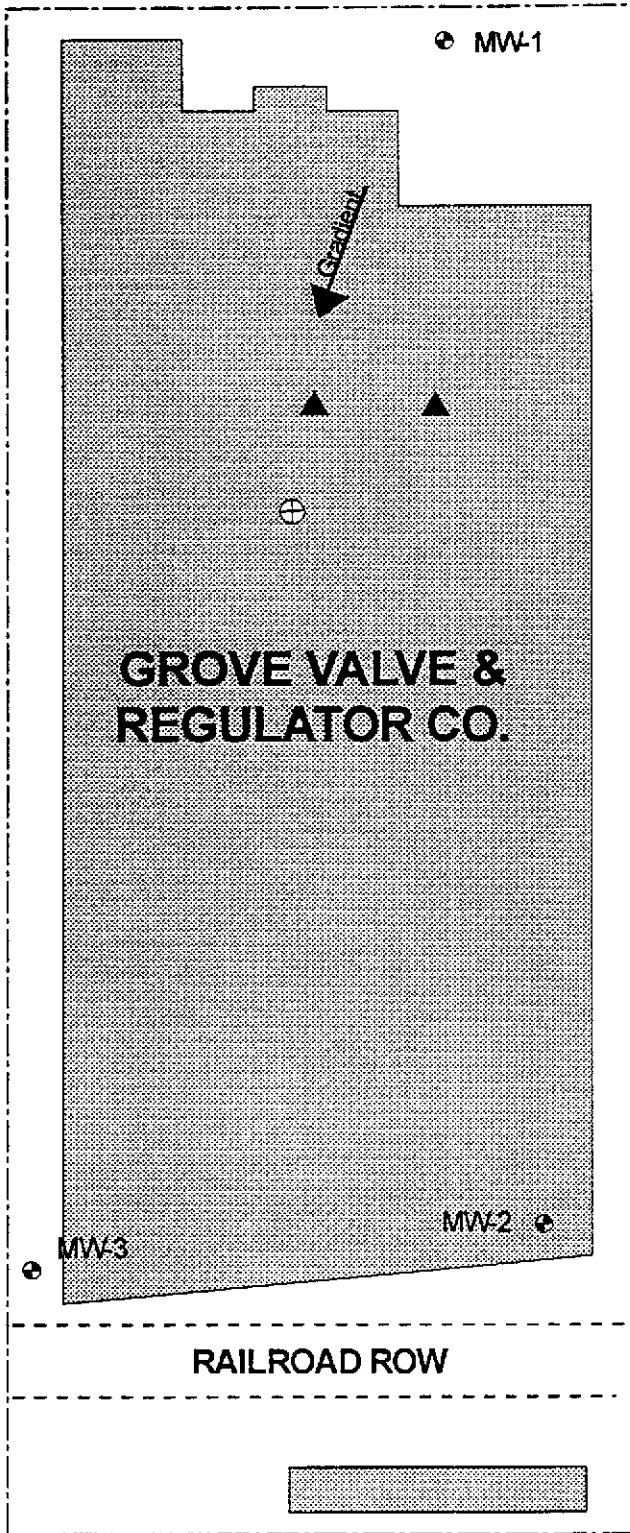 MW-1
Gradient
GROVE VALVE &
REGULATOR CO.
MW-2
MW-3
RAILROAD ROW